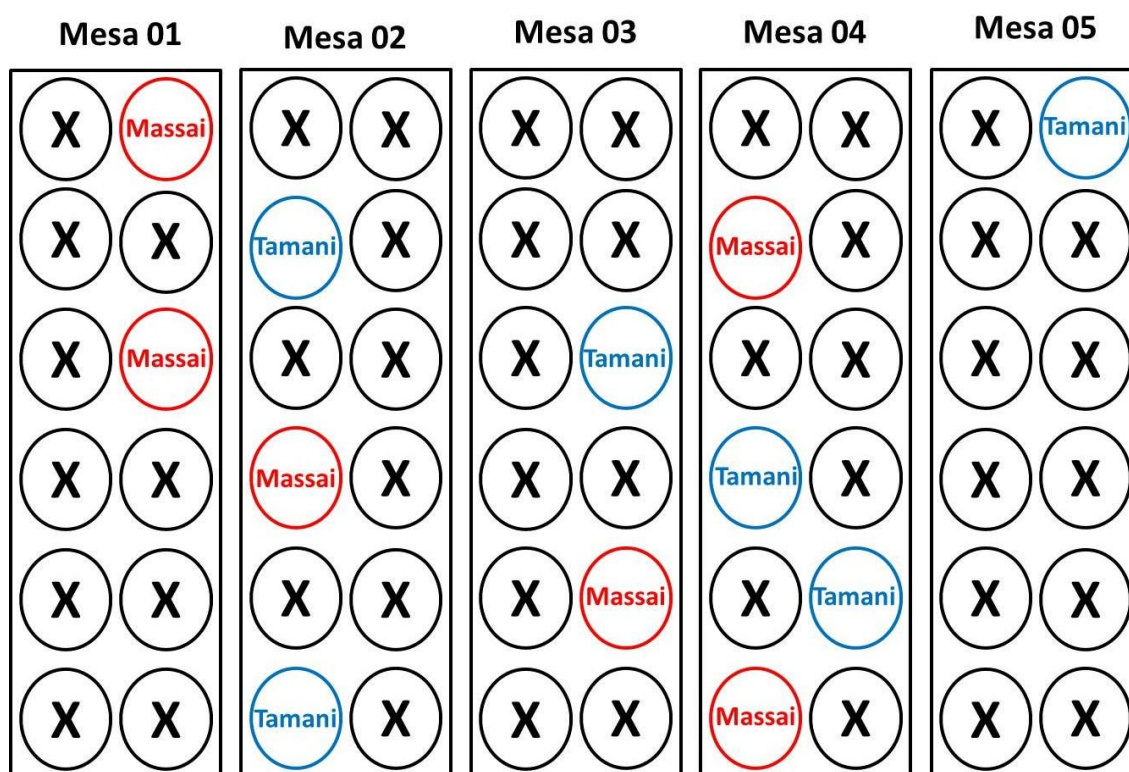 Mesa 01 Mesa 02 Mesa 03 Mesa 04 Mesa 05
X Massai X X X X X X X Tamani
X X Tamani X X X Massai X X X
X Massai X X X Tamani X X X X
X X Massai X X X Tamani X X X
X X X X X Massai X Tamani X X
X X Tamani X X X Massai X X X